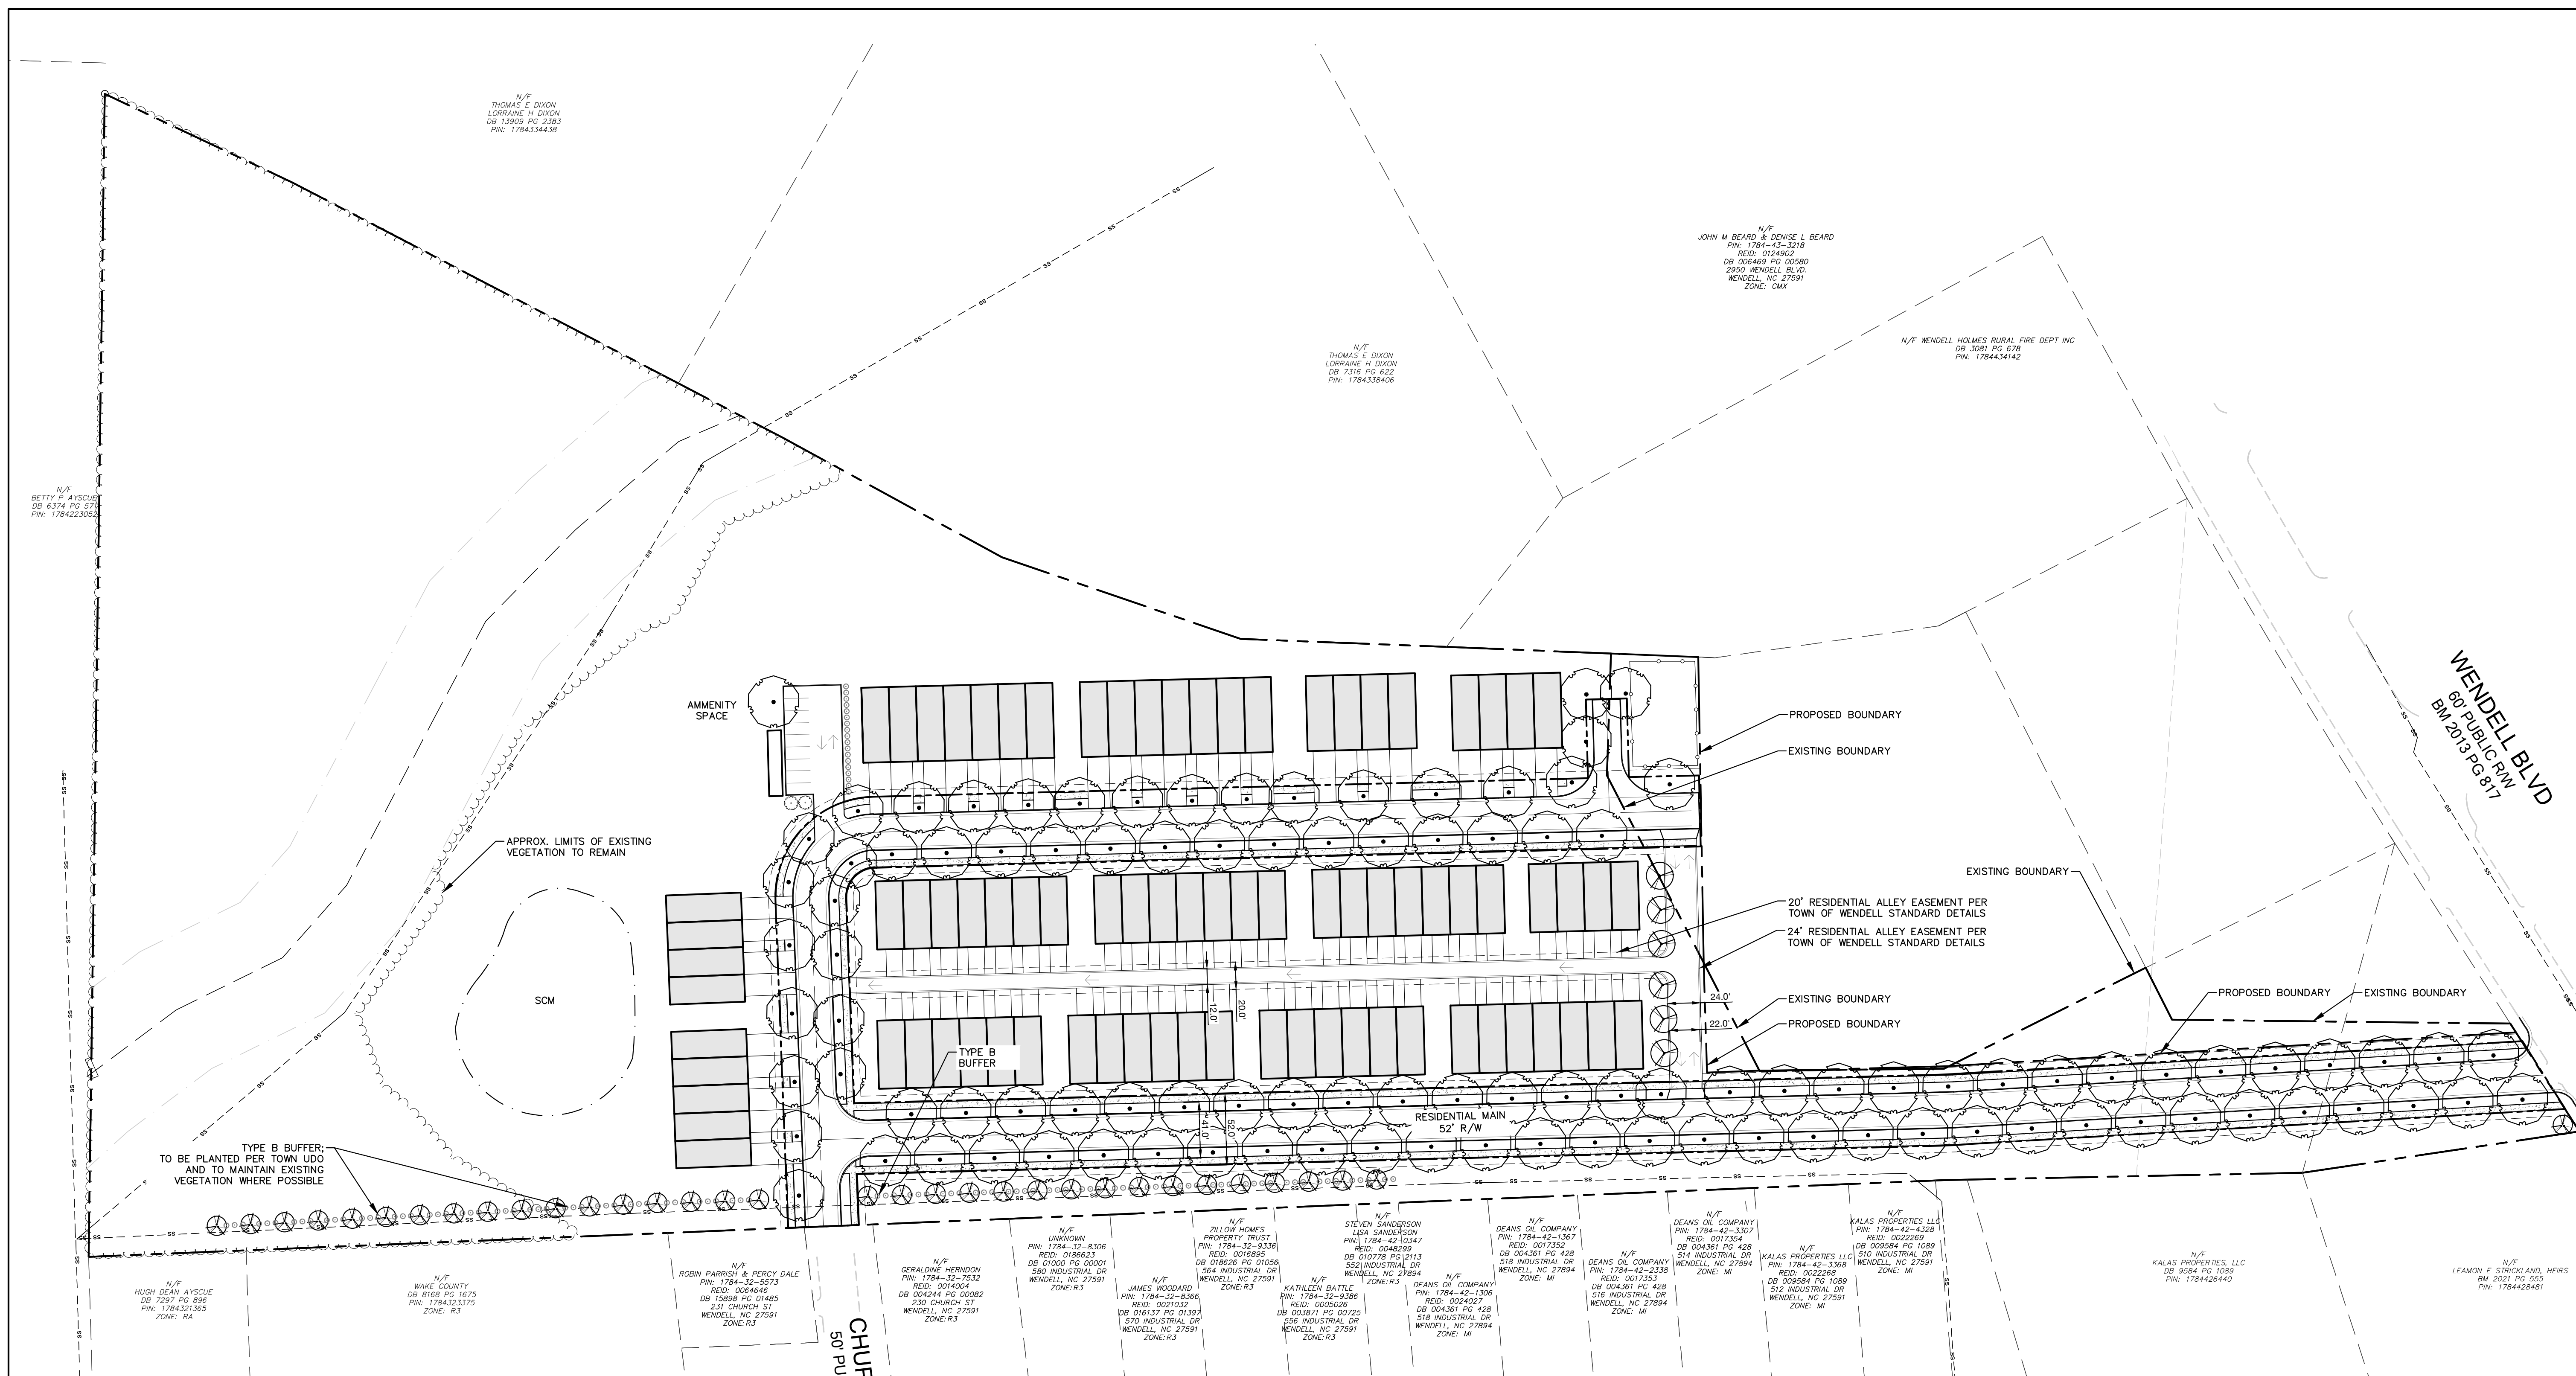 N/F
THOMAS E DIXON
LORRAINE H DIXON
DB 13909 PG 2383
PIN: 1784334438
N/F
JOHN M BEARD & DENISE L BEARD
PIN: 1784-43-3218
REID: 0124902
DB 006469 PG 00580
2950 WENDELL BLVD.
WENDELL, NC 27591
ZONE: CMX
N/F
THOMAS E DIXON
LORRAINE H DIXON
DB 7316 PG 622
PIN: 1784338406
N/F WENDELL HOLMES RURAL FIRE DEPT INC
DB 3081 PG 678
PIN: 1784434142
N/F
BETTY P AYSCUE
DB 6374 PG 571
PIN: 1784223052
WENDELL BLVD
60' PUBLIC R/W
BM 2013 PG 817
AMMENITY
SPACE
PROPOSED BOUNDARY
EXISTING BOUNDARY
APPROX. LIMITS OF EXISTING
VEGETATION TO REMAIN
EXISTING BOUNDARY
20' RESIDENTIAL ALLEY EASEMENT PER
TOWN OF WENDELL STANDARD DETAILS
24' RESIDENTIAL ALLEY EASEMENT PER
TOWN OF WENDELL STANDARD DETAILS
SCM
12.0'
20.0'
24.0'
22.0'
EXISTING BOUNDARY
PROPOSED BOUNDARY
PROPOSED BOUNDARY
EXISTING BOUNDARY
TYPE B
BUFFER
41.0'
52.0'
RESIDENTIAL MAIN
52' R/W
TYPE B BUFFER;
TO BE PLANTED PER TOWN UDO
AND TO MAINTAIN EXISTING
VEGETATION WHERE POSSIBLE
N/F
HUGH DEAN AYSCUE
DB 7297 PG 896
PIN: 1784321365
ZONE: RA
N/F
WAKE COUNTY
DB 8168 PG 1675
PIN: 1784323375
ZONE: R3
N/F
ROBIN PARRISH & PERCY DALE
PIN: 1784-32-5573
REID: 0064646
DB 15898 PG 01485
231 CHURCH ST
WENDELL, NC 27591
ZONE:R3
CHUR
50' PU
N/F
GERALDINE HERNDON
PIN: 1784-32-7532
REID: 0014004
DB 004244 PG 00082
230 CHURCH ST
WENDELL, NC 27591
ZONE:R3
N/F
UNKNOWN
PIN: 1784-32-8306
REID: 0186623
DB 01000 PG 00001
580 INDUSTRIAL DR
WENDELL, NC 27591
ZONE:R3
N/F
JAMES WOODARD
PIN: 1784-32-8366
REID: 0021032
DB 016137 PG 01397
570 INDUSTRIAL DR
WENDELL, NC 27591
ZONE:R3
N/F
ZILLOW HOMES
PROPERTY TRUST
PIN: 1784-32-9336
REID: 0016895
DB 018626 PG 01056
564 INDUSTRIAL DR
WENDELL, NC 27591
ZONE:R3
N/F
KATHLEEN BATTLE
PIN: 1784-32-9386
REID: 0005026
DB 003871 PG 00725
556 INDUSTRIAL DR
WENDELL, NC 27591
ZONE:R3
N/F
STEVEN SANDERSON
LISA SANDERSON
PIN: 1784-42-0347
REID: 0048299
DB 010778 PG 2113
552 INDUSTRIAL DR
WENDELL, NC 27894
ZONE:R3
N/F
DEANS OIL COMPANY
PIN: 1784-42-1306
REID: 0024027
DB 004361 PG 428
518 INDUSTRIAL DR
WENDELL, NC 27894
ZONE: MI
N/F
DEANS OIL COMPANY
PIN: 1784-42-1367
REID: 0017352
DB 004361 PG 428
518 INDUSTRIAL DR
WENDELL, NC 27894
ZONE: MI
N/F
DEANS OIL COMPANY
PIN: 1784-42-2338
REID: 0017353
DB 004361 PG 428
516 INDUSTRIAL DR
WENDELL, NC 27894
ZONE: MI
N/F
DEANS OIL COMPANY
PIN: 1784-42-3307
REID: 0017354
DB 004361 PG 428
514 INDUSTRIAL DR
WENDELL, NC 27894
ZONE: MI
N/F
KALAS PROPERTIES LLC
PIN: 1784-42-3368
REID: 0022268
DB 009584 PG 1089
512 INDUSTRIAL DR
WENDELL, NC 27591
ZONE: MI
N/F
KALAS PROPERTIES LLC
PIN: 1784-42-4328
REID: 0022269
DB 009584 PG 1089
510 INDUSTRIAL DR
WENDELL, NC 27591
ZONE: MI
N/F
KALAS PROPERTIES, LLC
DB 9584 PG 1089
PIN: 1784426440
N/F
LEAMON E STRICKLAND, HEIRS
BM 2021 PG 555
PIN: 1784428481